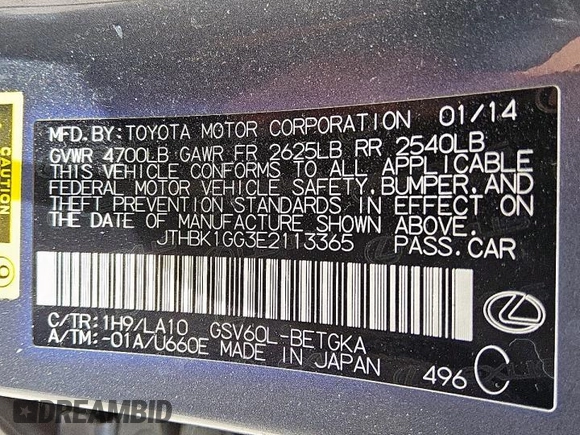 MFD.BY:TOYOTA MOTOR CORPORATION 01/14
GVWR 4700LB GAWR FR 2625LB RR 2540LB
THIS VEHICLE CONFORMS TO ALL APPLICABLE
FEDERAL MOTOR VEHICLE SAFETY,BUMPER,AND
THEFT PREVENTION STANDARDS IN EFFECT ON
THE DATE OF MANUFACTURE SHOWN ABOVE.
JTHBK1GG3E2113365 PASS.CAR
C/TR:1H9/LA10 GSV60L-BETGKA
A/TM:-01A/U660E MADE IN JAPAN
496 C
CAUTION
DREAMBID